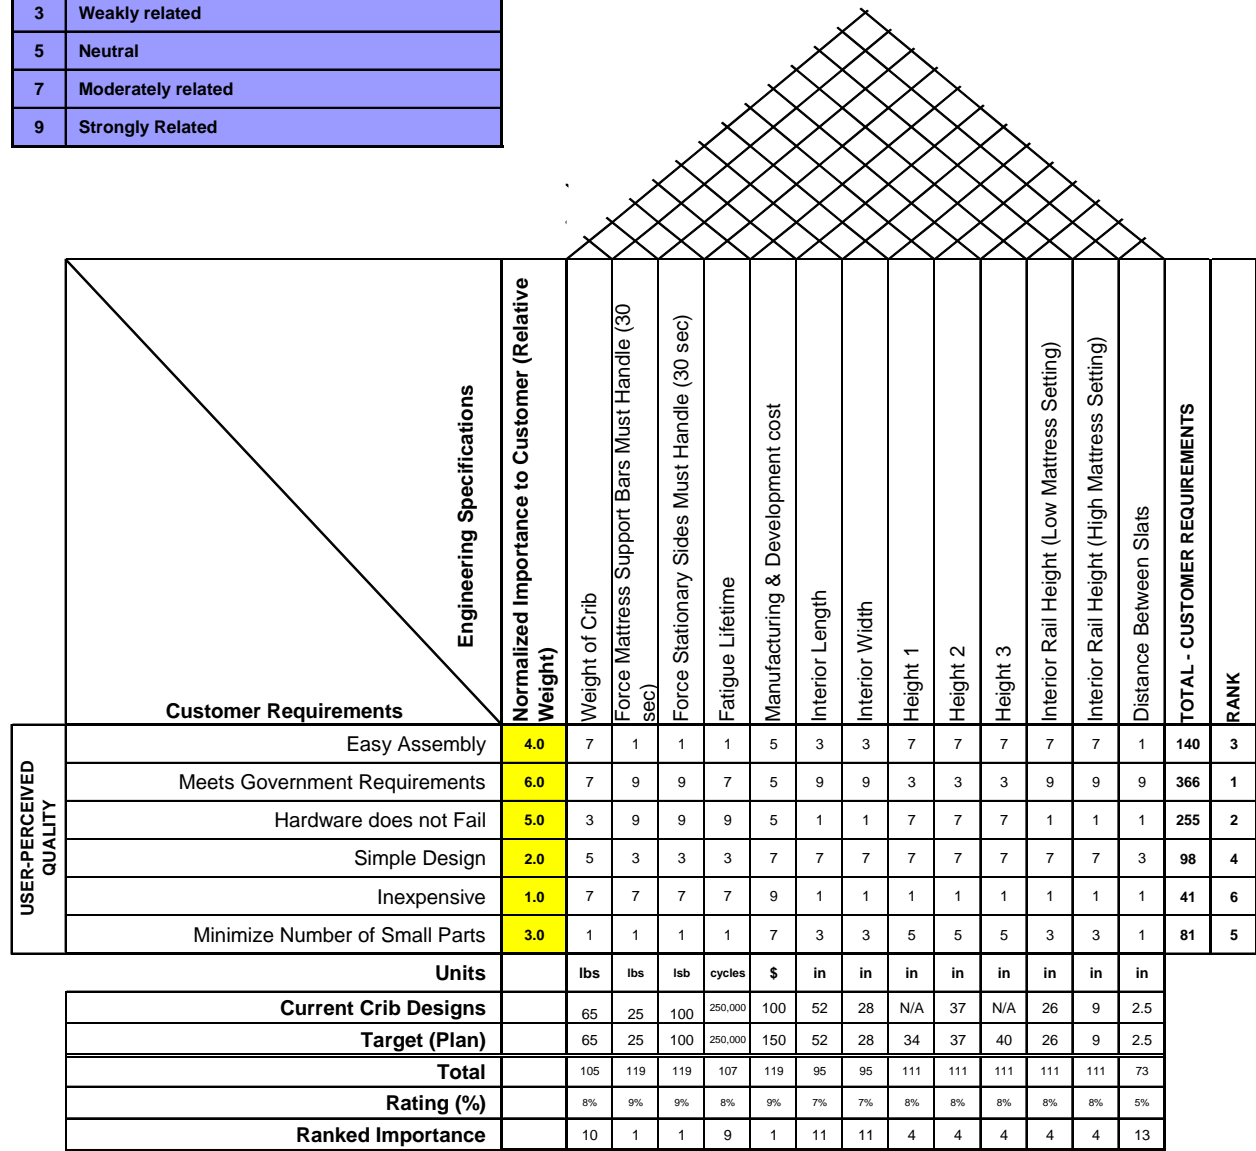 3 Weakly related
5 Neutral
7 Moderately related
9 Strongly Related
Engineering Specifications
Customer Requirements
Normalized Importance to Customer (Relative
Weight)
Weight of Crib
Force Mattress Support Bars Must Handle (30
sec)
Force Stationary Sides Must Handle (30 sec)
Fatigue Lifetime
Manufacturing & Development cost
Interior Length
Interior Width
Height 1
Height 2
Height 3
Interior Rail Height (Low Mattress Setting)
Interior Rail Height (High Mattress Setting)
Distance Between Slats
TOTAL - CUSTOMER REQUIREMENTS
RANK
USER-PERCEIVED
QUALITY
Easy Assembly 4.0 7 1 1 1 5 3 3 7 7 7 7 7 1 140 3
Meets Government Requirements 6.0 7 9 9 7 5 9 9 3 3 3 9 9 9 366 1
Hardware does not Fail 5.0 3 9 9 9 5 1 1 7 7 7 1 1 1 255 2
Simple Design 2.0 5 3 3 3 7 7 7 7 7 7 7 7 3 98 4
Inexpensive 1.0 7 7 7 7 9 1 1 1 1 1 1 1 1 41 6
Minimize Number of Small Parts 3.0 1 1 1 1 7 3 3 5 5 5 3 3 1 81 5
Units lbs lbs lsb cycles $ in in in in in in in in
Current Crib Designs 65 25 100 250,000 100 52 28 N/A 37 N/A 26 9 2.5
Target (Plan) 65 25 100 250,000 150 52 28 34 37 40 26 9 2.5
Total 105 119 119 107 119 95 95 111 111 111 111 111 73
Rating (%) 8% 9% 9% 8% 9% 7% 7% 8% 8% 8% 8% 8% 5%
Ranked Importance 10 1 1 9 1 11 11 4 4 4 4 4 13